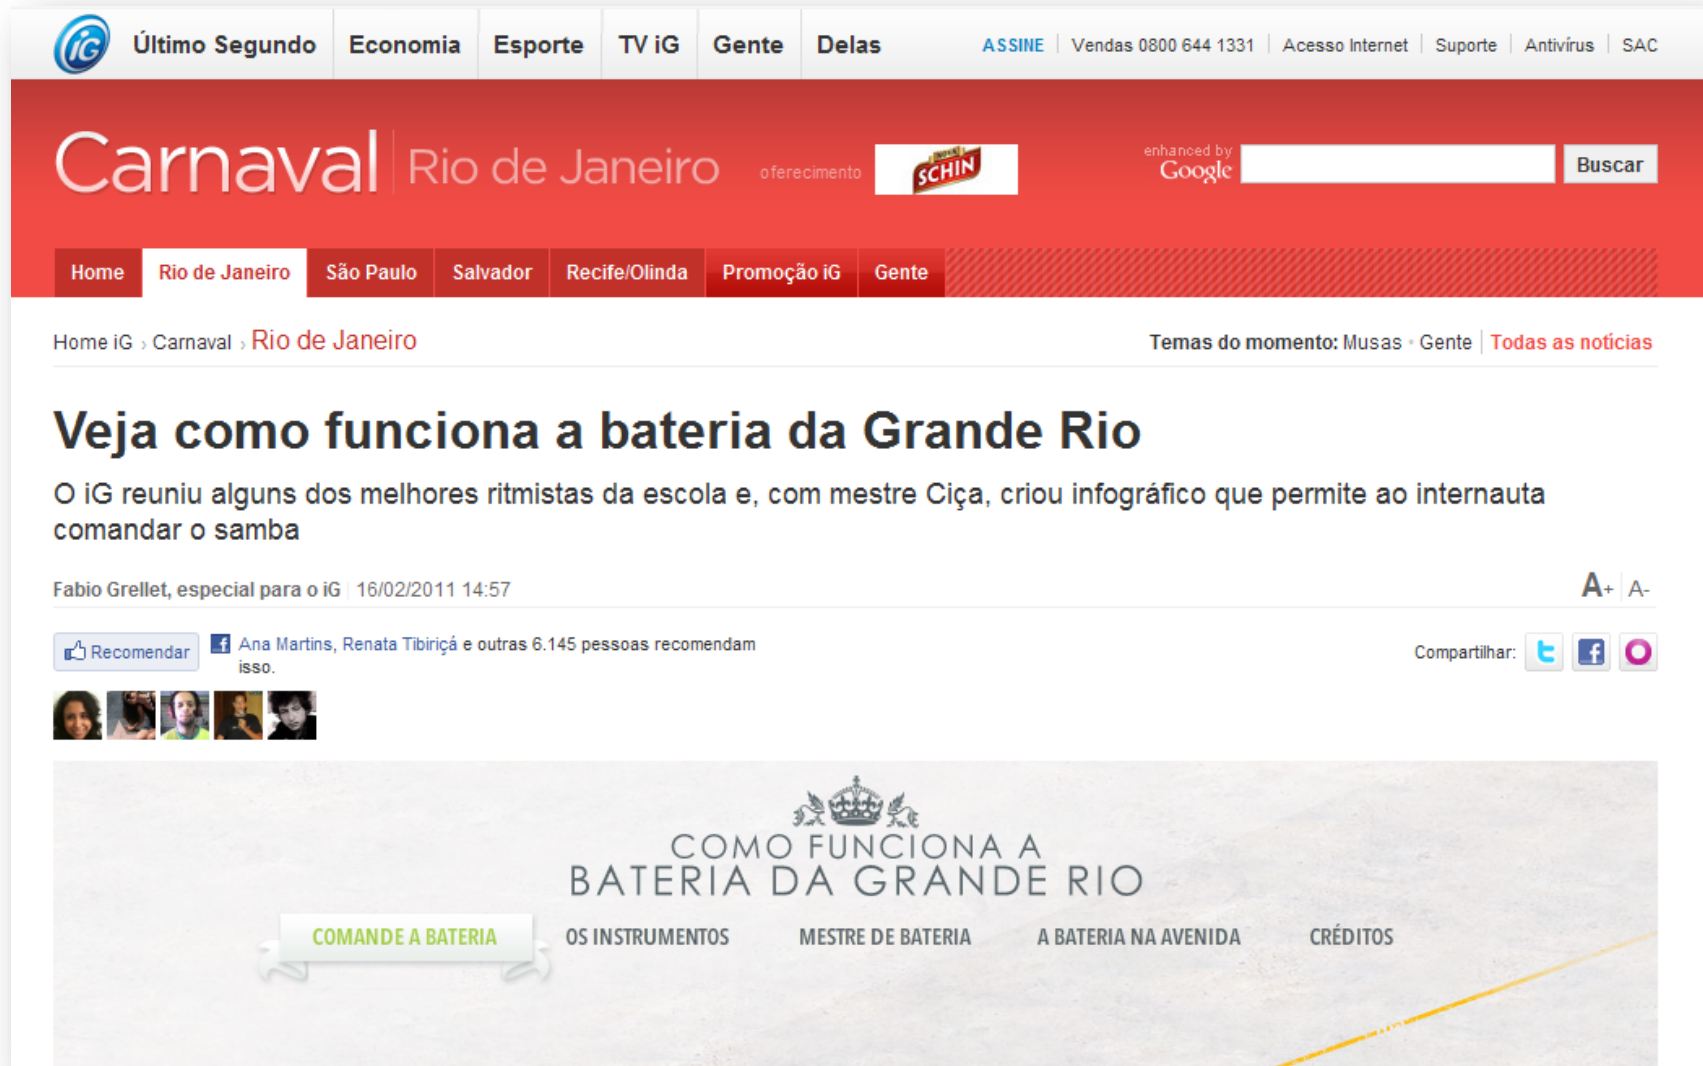 iG Último Segundo Economia Esporte TV iG Gente Delas ASSINE Vendas 0800 644 1331 Acesso Internet Suporte Antivírus SAC
Carnaval Rio de Janeiro oferecimento NOVA SCHIN enhanced by Google Buscar
Home Rio de Janeiro São Paulo Salvador Recife/Olinda Promoção iG Gente
Home iG › Carnaval › Rio de Janeiro Temas do momento: Musas • Gente Todas as notícias
Veja como funciona a bateria da Grande Rio
O iG reuniu alguns dos melhores ritmistas da escola e, com mestre Ciça, criou infográfico que permite ao internauta
comandar o samba
Fabio Grellet, especial para o iG 16/02/2011 14:57 A+ A-
Recomendar Ana Martins, Renata Tibiriçá e outras 6.145 pessoas recomendam
isso.
Compartilhar:
COMO FUNCIONA A
BATERIA DA GRANDE RIO
COMANDE A BATERIA OS INSTRUMENTOS MESTRE DE BATERIA A BATERIA NA AVENIDA CRÉDITOS